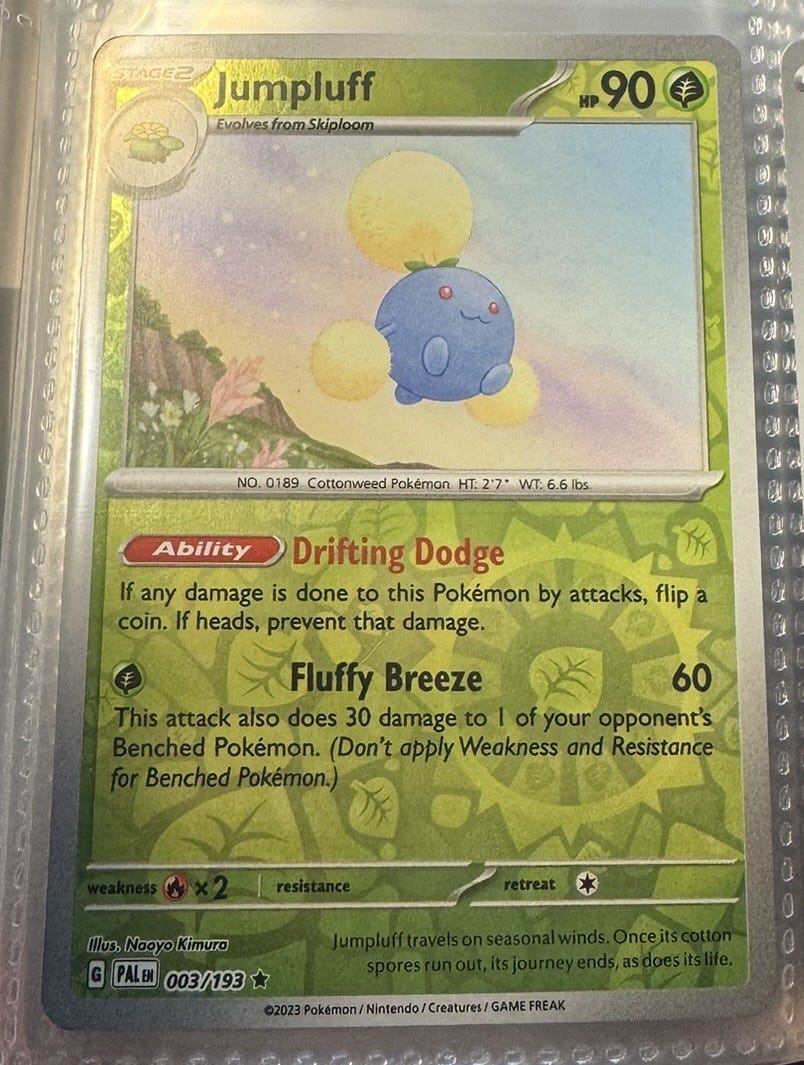 STAGE2 Jumpluff HP 90
Evolves from Skiploom
NO. 0189 Cottonweed Pokémon HT: 2'7" WT: 6.6 lbs.
Ability Drifting Dodge
If any damage is done to this Pokémon by attacks, flip a
coin. If heads, prevent that damage.
Fluffy Breeze 60
This attack also does 30 damage to 1 of your opponent's
Benched Pokémon. (Don't apply Weakness and Resistance
for Benched Pokémon.)
weakness ×2 resistance retreat
Illus. Naoyo Kimura
Jumpluff travels on seasonal winds. Once its cotton
spores run out, its journey ends, as does its life.
G PAL EN 003/193 ★
©2023 Pokémon / Nintendo / Creatures / GAME FREAK